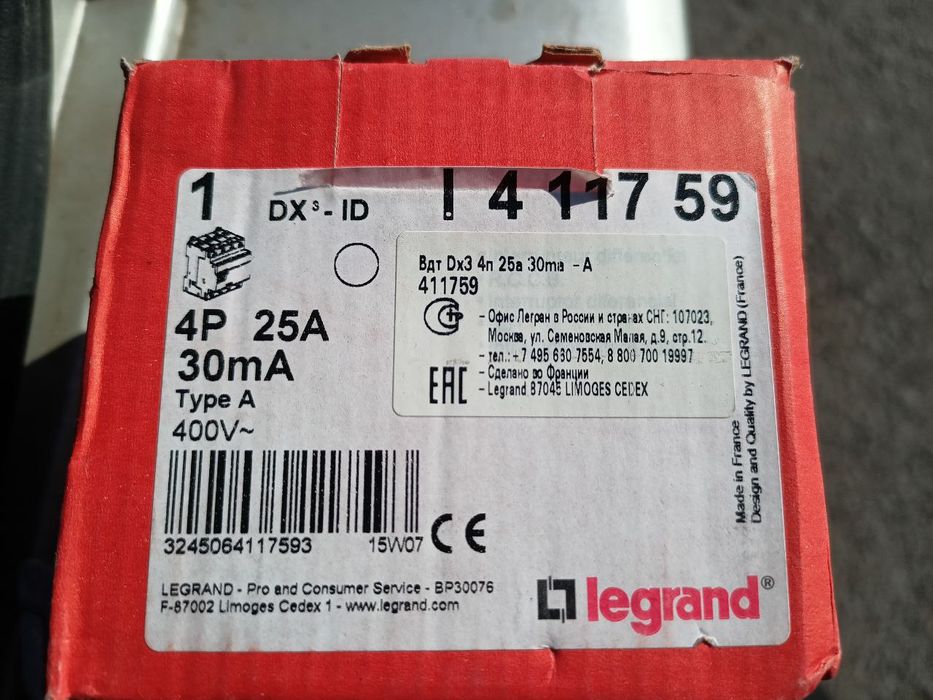 1 DX³ - ID ! 4 117 59
4P 25A
30mA
Type A
400V~
3245064117593 15W07
CE
LEGRAND - Pro and Consumer Service - BP30076
F-87002 Limoges Cedex 1 - www.legrand.com
legrand®
Вдт Dx3 4п 25а 30ma - А
411759
- Офис Легран в России и странах СНГ: 107023,
Москва, ул. Семеновская Малая, д.9, стр.12.
- тел.: +7 495 630 7554, 8 800 700 19997
- Сделано во Франции
- Legrand 87045 LIMOGES CEDEX
ЕАС
Made in France
Design and Quality by LEGRAND (France)